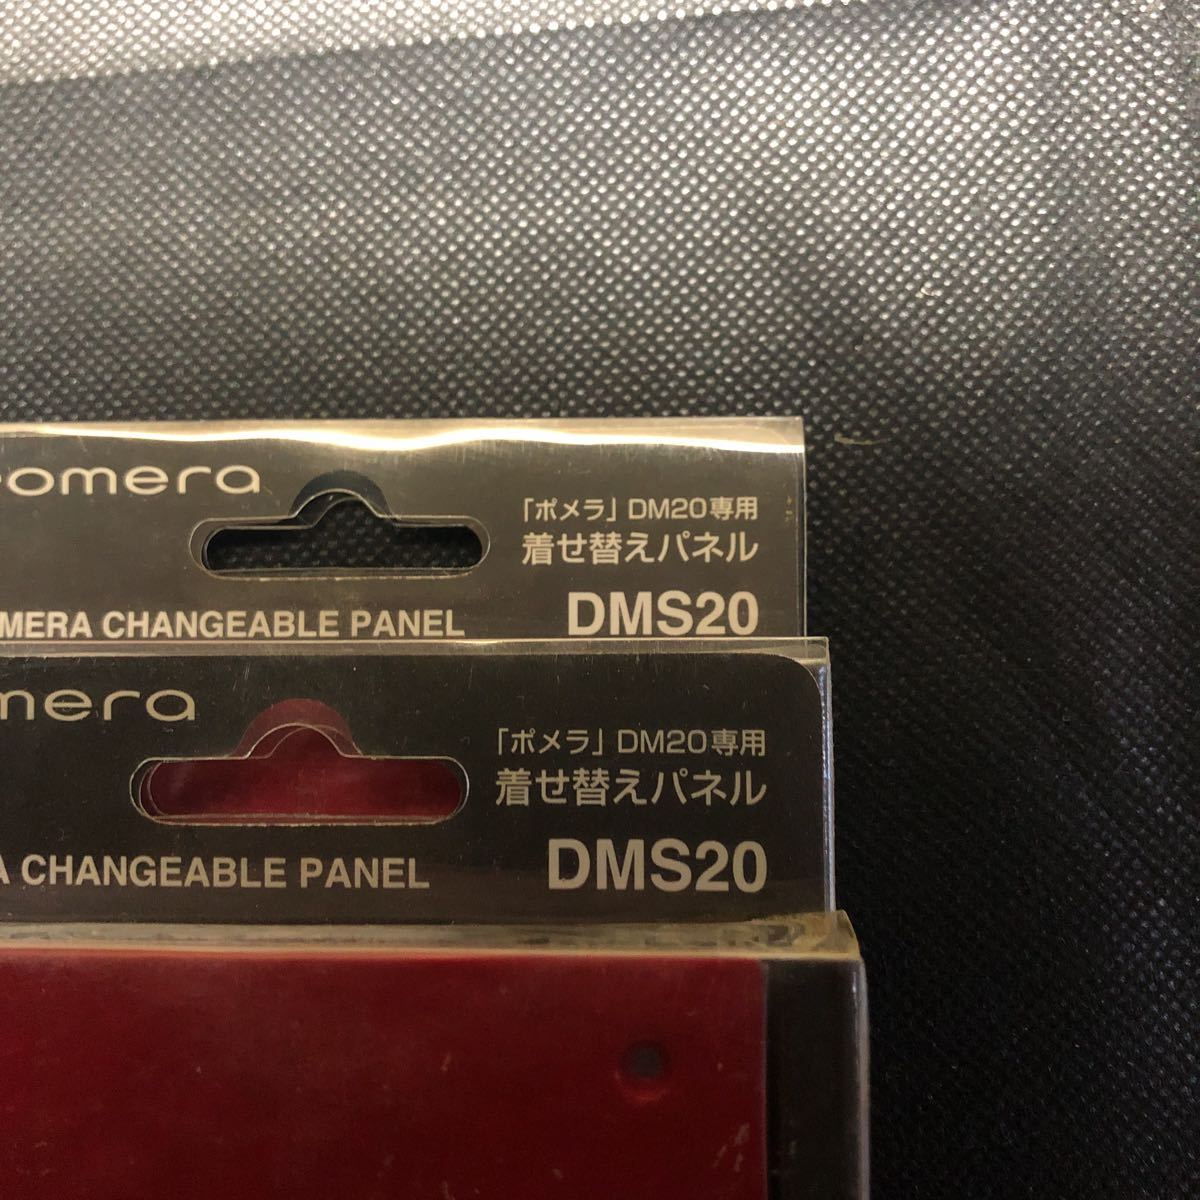 omera
「ポメラ」DM20専用
着せ替えパネル
MERA CHANGEABLE PANEL
DMS20
mera
「ポメラ」DM20専用
着せ替えパネル
A CHANGEABLE PANEL
DMS20